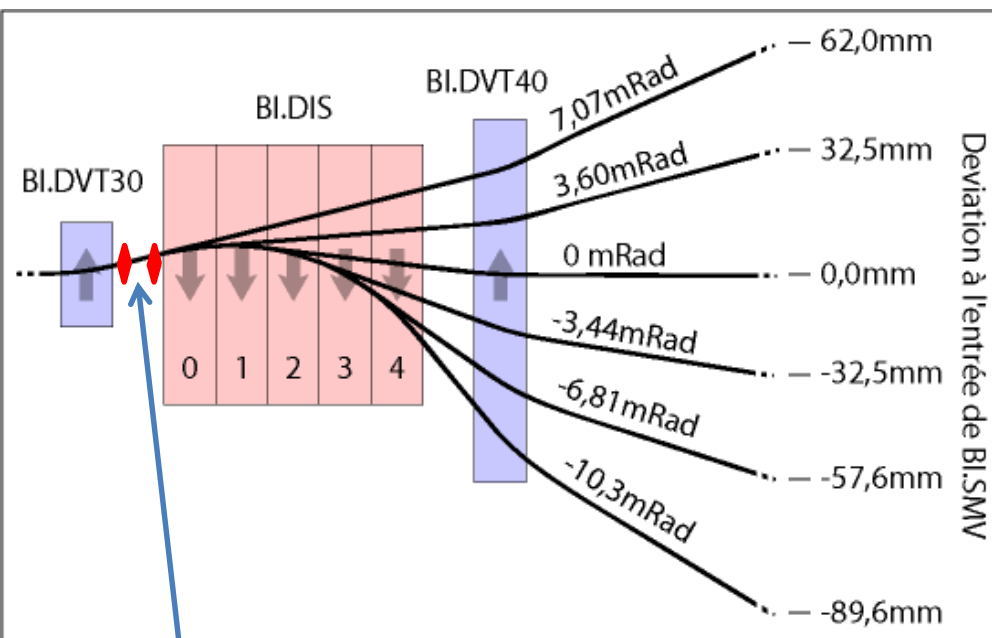 BI.DVT30
BI.DIS
BI.DVT40
0
1
2
3
4
7,07mRad
3,60mRad
0 mRad
-3,44mRad
-6,81mRad
-10,3mRad
62,0mm
32,5mm
0,0mm
-32,5mm
-57,6mm
-89,6mm
Deviation à l'entrée de BI.SMV